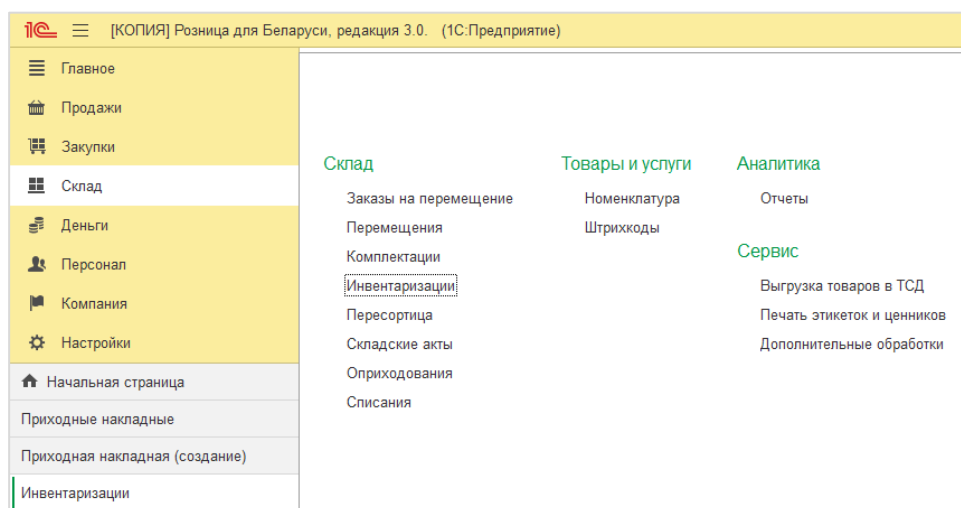 1С [КОПИЯ] Розница для Беларуси, редакция 3.0. (1С:Предприятие)
Главное
Продажи
Закупки
Склад
Деньги
Персонал
Компания
Настройки
Начальная страница
Приходные накладные
Приходная накладная (создание)
Инвентаризации
Склад
Заказы на перемещение
Перемещения
Комплектации
Инвентаризации
Пересортица
Складские акты
Оприходования
Списания
Товары и услуги
Номенклатура
Штрихкоды
Аналитика
Отчеты
Сервис
Выгрузка товаров в ТСД
Печать этикеток и ценников
Дополнительные обработки